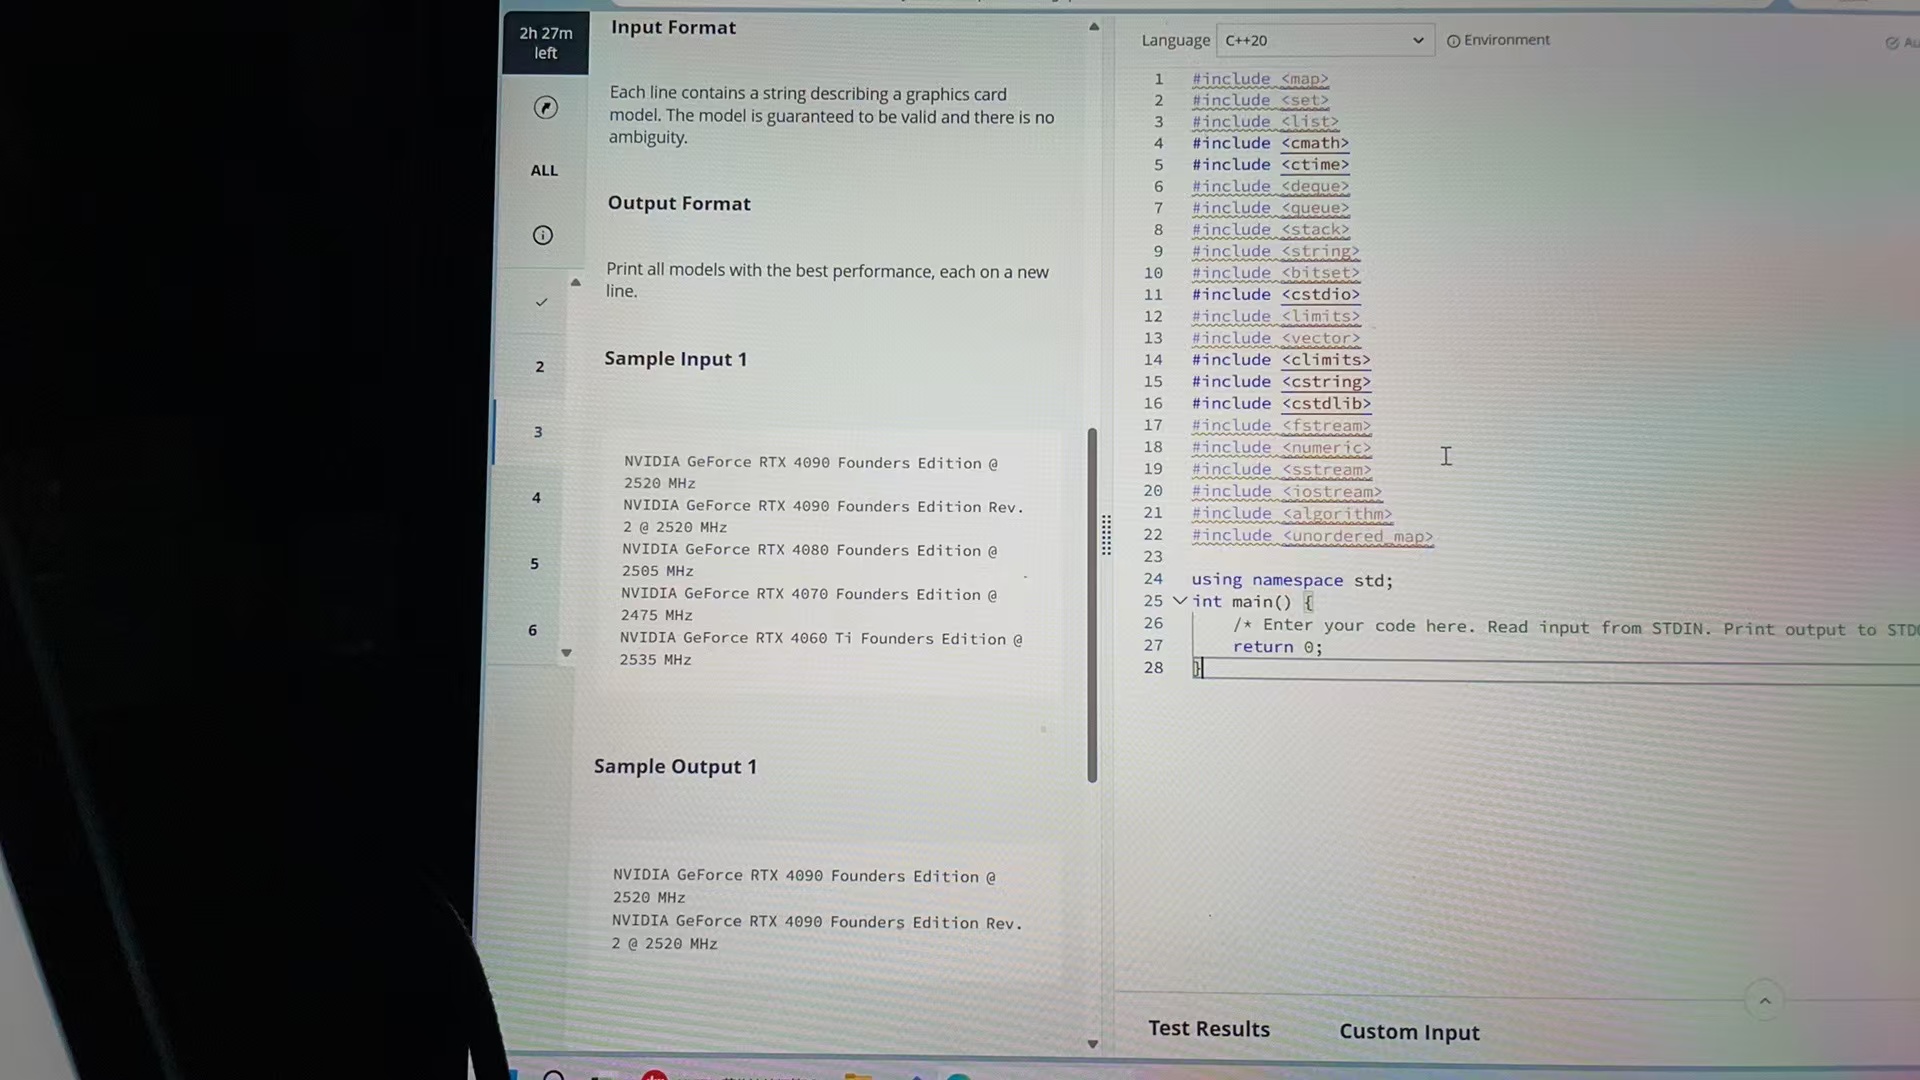 2h 27m
left
ALL
2
3
4
5
6
Input Format
Each line contains a string describing a graphics card
model. The model is guaranteed to be valid and there is no
ambiguity.
Output Format
Print all models with the best performance, each on a new
line.
Sample Input 1
NVIDIA GeForce RTX 4090 Founders Edition @
2520 MHz
NVIDIA GeForce RTX 4090 Founders Edition Rev.
2 @ 2520 MHz
NVIDIA GeForce RTX 4080 Founders Edition @
2505 MHz
NVIDIA GeForce RTX 4070 Founders Edition @
2475 MHz
NVIDIA GeForce RTX 4060 Ti Founders Edition @
2535 MHz
Sample Output 1
NVIDIA GeForce RTX 4090 Founders Edition @
2520 MHz
NVIDIA GeForce RTX 4090 Founders Edition Rev.
2 @ 2520 MHz
Language C++20 Environment
1 #include <map>
2 #include <set>
3 #include <list>
4 #include <cmath>
5 #include <ctime>
6 #include <deque>
7 #include <queue>
8 #include <stack>
9 #include <string>
10 #include <bitset>
11 #include <cstdio>
12 #include <limits>
13 #include <vector>
14 #include <climits>
15 #include <cstring>
16 #include <cstdlib>
17 #include <fstream>
18 #include <numeric>
19 #include <sstream>
20 #include <iostream>
21 #include <algorithm>
22 #include <unordered_map>
23
24 using namespace std;
25 int main() {
26 /* Enter your code here. Read input from STDIN. Print output to STD
27 return 0;
28 }
Test Results Custom Input